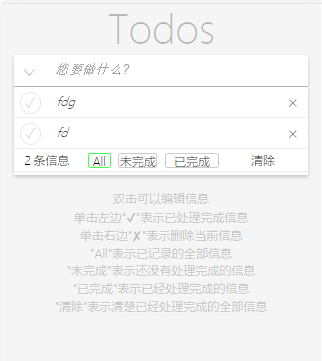 Todos
您要做什么？
fdg
fd
2 条信息 All 未完成 已完成 清除
双击可以编辑信息
单击左边"✓"表示已处理完成信息
单击右边"✗"表示删除当前信息
"All"表示已记录的全部信息
"未完成"表示还没有处理完成的信息
"已完成"表示已经处理完成的信息
"清除"表示清楚已经处理完成的全部信息